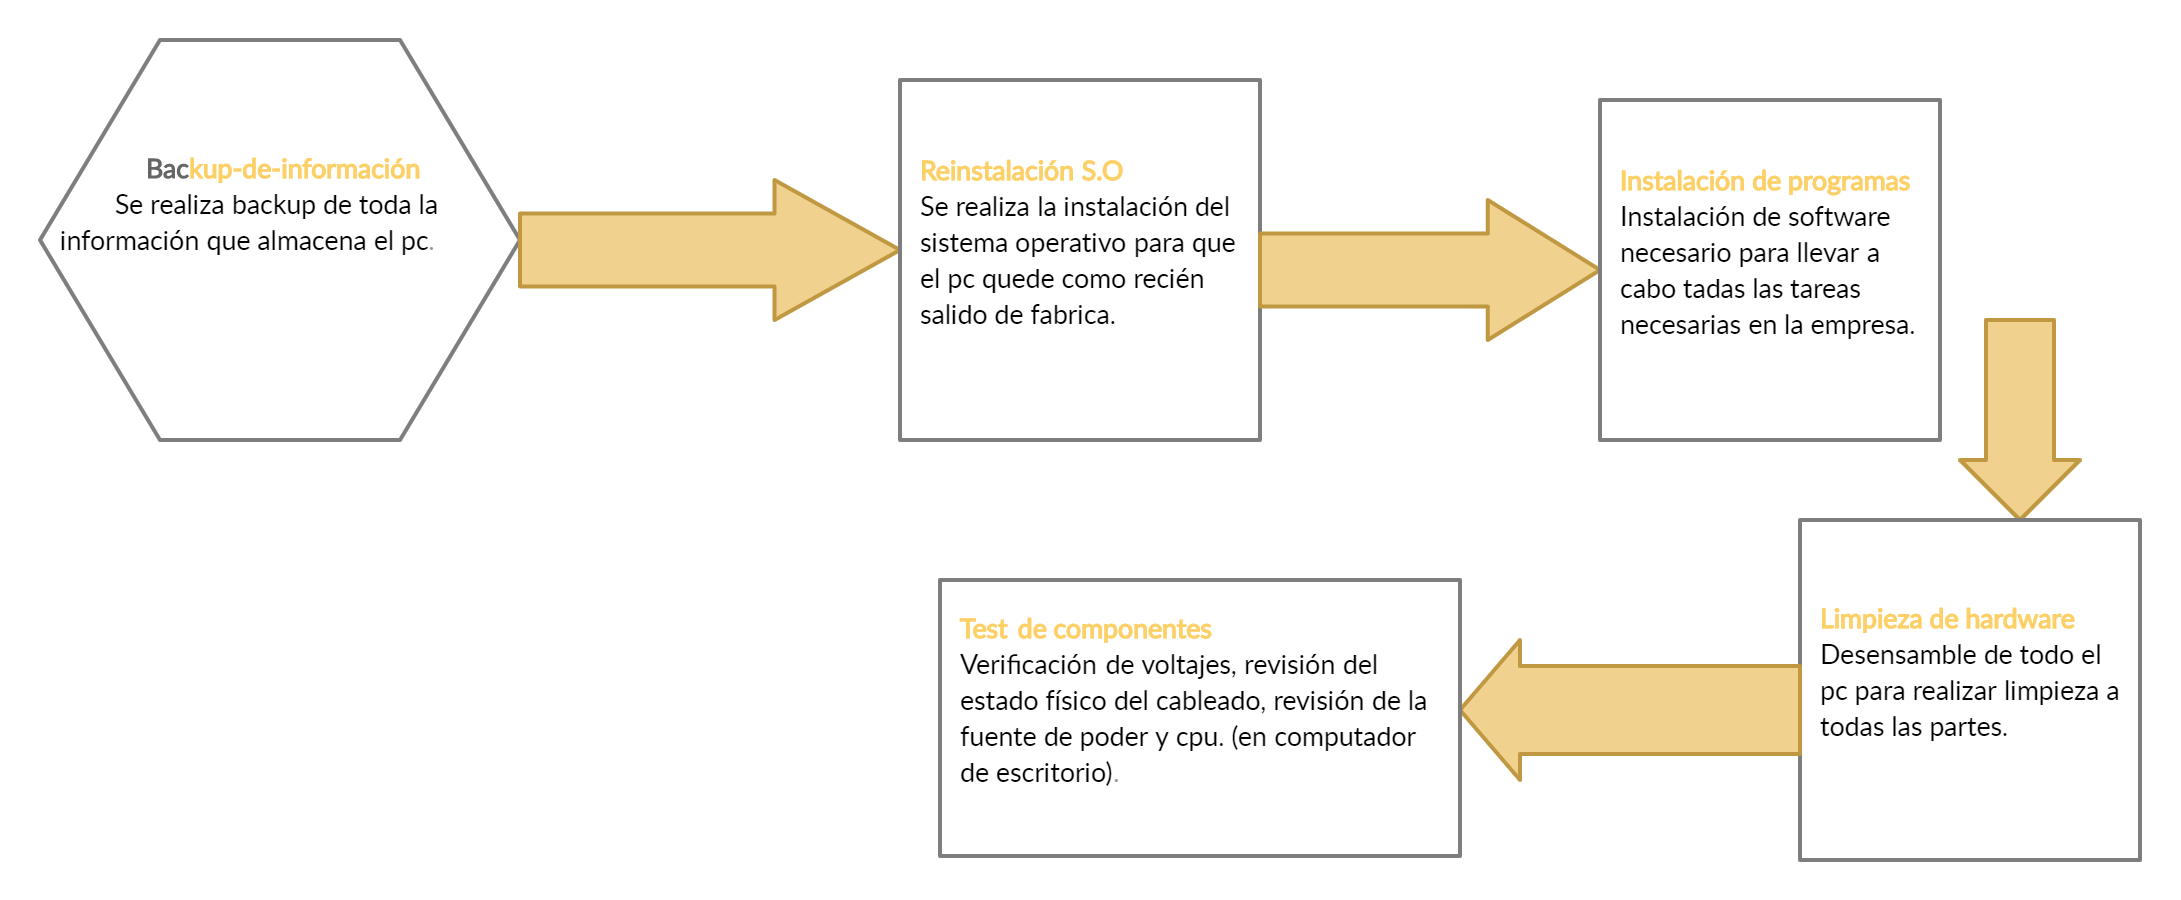 Backup-de-información
Se realiza backup de toda la
información que almacena el pc.
Reinstalación S.O
Se realiza la instalación del
sistema operativo para que
el pc quede como recién
salido de fabrica.
Instalación de programas
Instalación de software
necesario para llevar a
cabo tadas las tareas
necesarias en la empresa.
Limpieza de hardware
Desensamble de todo el
pc para realizar limpieza a
todas las partes.
Test de componentes
Verificación de voltajes, revisión del
estado físico del cableado, revisión de la
fuente de poder y cpu. (en computador
de escritorio).